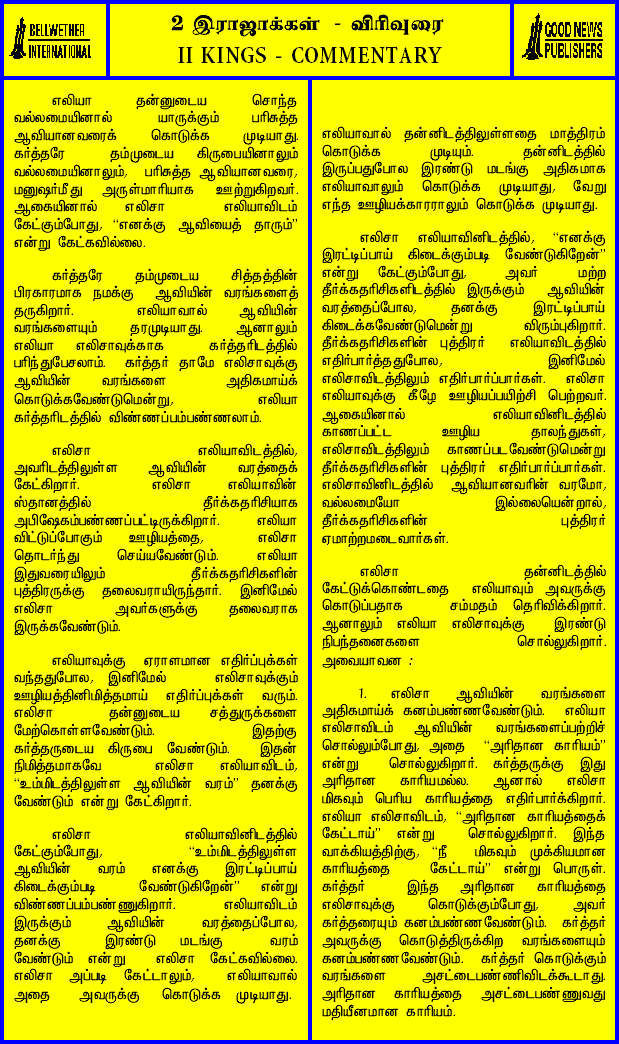 BELLWETHER
INTERNATIONAL
2 இராஜாக்கள் - விரிவுரை
II KINGS - COMMENTARY
GOOD NEWS
PUBLISHERS
எலியா தன்னுடைய சொந்த
வல்லமையினால் யாருக்கும் பரிசுத்த
ஆவியானவரைக் கொடுக்க முடியாது.
கர்த்தரே தம்முடைய கிருபையினாலும்
வல்லமையினாலும், பரிசுத்த ஆவியானவரை,
மனுஷர்மீது அருள்மாரியாக ஊற்றுகிறவர்.
ஆகையினால் எலிசா எலியாவிடம்
கேட்கும்போது, “எனக்கு ஆவியைத் தாரும்”
என்று கேட்கவில்லை.
கர்த்தரே தம்முடைய சித்தத்தின்
பிரகாரமாக நமக்கு ஆவியின் வரங்களைத்
தருகிறார். எலியாவால் ஆவியின்
வரங்களையும் தரமுடியாது. ஆனாலும்
எலியா எலிசாவுக்காக கர்த்தரிடத்தில்
பரிந்துபேசலாம். கர்த்தர் தாமே எலிசாவுக்கு
ஆவியின் வரங்களை அதிகமாய்க்
கொடுக்கவேண்டுமென்று, எலியா
கர்த்தரிடத்தில் விண்ணப்பம்பண்ணலாம்.
எலிசா எலியாவிடத்தில்,
அவரிடத்திலுள்ள ஆவியின் வரத்தைக்
கேட்கிறார். எலிசா எலியாவின்
ஸ்தானத்தில் தீர்க்கதரிசியாக
அபிஷேகம்பண்ணப்பட்டிருக்கிறார். எலியா
விட்டுப்போகும் ஊழியத்தை, எலிசா
தொடர்ந்து செய்யவேண்டும். எலியா
இதுவரையிலும் தீர்க்கதரிசிகளின்
புத்திரருக்கு தலைவராயிருந்தார். இனிமேல்
எலிசா அவர்களுக்கு தலைவராக
இருக்கவேண்டும்.
எலியாவுக்கு ஏராளமான எதிர்ப்புக்கள்
வந்ததுபோல, இனிமேல் எலிசாவுக்கும்
ஊழியத்தினிமித்தமாய் எதிர்ப்புக்கள் வரும்.
எலிசா தன்னுடைய சத்துருக்களை
மேற்கொள்ளவேண்டும். இதற்கு
கர்த்தருடைய கிருபை வேண்டும். இதன்
நிமித்தமாகவே எலிசா எலியாவிடம்,
“உம்மிடத்திலுள்ள ஆவியின் வரம்” தனக்கு
வேண்டும் என்று கேட்கிறார்.
எலிசா எலியாவினிடத்தில்
கேட்கும்போது, “உம்மிடத்திலுள்ள
ஆவியின் வரம் எனக்கு இரட்டிப்பாய்
கிடைக்கும்படி வேண்டுகிறேன்” என்று
விண்ணப்பம்பண்ணுகிறார். எலியாவிடம்
இருக்கும் ஆவியின் வரத்தைப்போல,
தனக்கு இரண்டு மடங்கு வரம்
வேண்டும் என்று எலிசா கேட்கவில்லை.
எலிசா அப்படி கேட்டாலும், எலியாவால்
அதை அவருக்கு கொடுக்க முடியாது.
எலியாவால் தன்னிடத்திலுள்ளதை மாத்திரம்
கொடுக்க முடியும். தன்னிடத்தில்
இருப்பதுபோல இரண்டு மடங்கு அதிகமாக
எலியாவாலும் கொடுக்க முடியாது, வேறு
எந்த ஊழியக்காரராலும் கொடுக்க முடியாது.
எலிசா எலியாவினிடத்தில், “எனக்கு
இரட்டிப்பாய் கிடைக்கும்படி வேண்டுகிறேன்”
என்று கேட்கும்போது, அவர் மற்ற
தீர்க்கதரிசிகளிடத்தில் இருக்கும் ஆவியின்
வரத்தைப்போல, தனக்கு இரட்டிப்பாய்
கிடைக்கவேண்டுமென்று விரும்புகிறார்.
தீர்க்கதரிசிகளின் புத்திரர் எலியாவிடத்தில்
எதிர்பார்த்ததுபோல, இனிமேல்
எலிசாவிடத்திலும் எதிர்பார்ப்பார்கள். எலிசா
எலியாவுக்கு கீழே ஊழியப்பயிற்சி பெற்றவர்.
ஆகையினால் எலியாவினிடத்தில்
காணப்பட்ட ஊழிய தாலந்துகள்,
எலிசாவிடத்திலும் காணப்படவேண்டுமென்று
தீர்க்கதரிசிகளின் புத்திரர் எதிர்பார்ப்பார்கள்.
எலிசாவினிடத்தில் ஆவியானவரின் வரமோ,
வல்லமையோ இல்லையென்றால்,
தீர்க்கதரிசிகளின் புத்திரர்
ஏமாற்றமடைவார்கள்.
எலிசா தன்னிடத்தில்
கேட்டுக்கொண்டதை எலியாவும் அவருக்கு
கொடுப்பதாக சம்மதம் தெரிவிக்கிறார்.
ஆனாலும் எலியா எலிசாவுக்கு இரண்டு
நிபந்தனைகளை சொல்லுகிறார்.
அவையாவன :
1. எலிசா ஆவியின் வரங்களை
அதிகமாய்க் கனம்பண்ணவேண்டும். எலியா
எலிசாவிடம் ஆவியின் வரங்களைப்பற்றிச்
சொல்லும்போது, அதை “அரிதான காரியம்”
என்று சொல்லுகிறார். கர்த்தருக்கு இது
அரிதான காரியமல்ல. ஆனால் எலிசா
மிகவும் பெரிய காரியத்தை எதிர்பார்க்கிறார்.
எலியா எலிசாவிடம், “அரிதான காரியத்தைக்
கேட்டாய்” என்று சொல்லுகிறார். இந்த
வாக்கியத்திற்கு, “நீ மிகவும் முக்கியமான
காரியத்தை கேட்டாய்” என்று பொருள்.
கர்த்தர் இந்த அரிதான காரியத்தை
எலிசாவுக்கு கொடுக்கும்போது, அவர்
கர்த்தரையும் கனம்பண்ணவேண்டும். கர்த்தர்
அவருக்கு கொடுத்திருக்கிற வரங்களையும்
கனம்பண்ணவேண்டும். கர்த்தர் கொடுக்கும்
வரங்களை அசட்டைபண்ணிவிடக்கூடாது.
அரிதான காரியத்தை அசட்டைபண்ணுவது
மதியீனமான காரியம்.